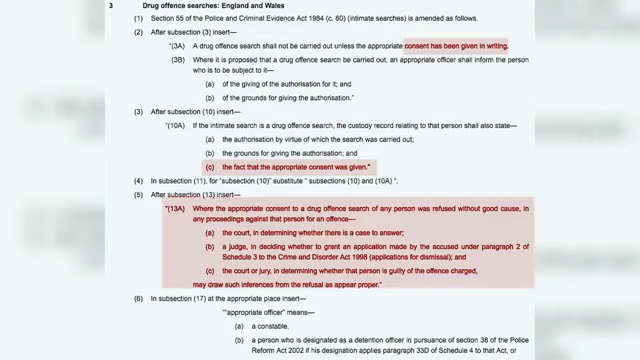 3 Drug offence searches: England and Wales
(1) Section 55 of the Police and Criminal Evidence Act 1984 (c. 60) (intimate searches) is amended as follows.
(2) After subsection (3) insert—
"(3A) A drug offence search shall not be carried out unless the appropriate consent has been given in writing.
(3B) Where it is proposed that a drug offence search be carried out, an appropriate officer shall inform the person
who is to be subject to it—
(a) of the giving of the authorisation for it; and
(b) of the grounds for giving the authorisation."
(3) After subsection (10) insert—
"(10A) If the intimate search is a drug offence search, the custody record relating to that person shall also state—
(a) the authorisation by virtue of which the search was carried out;
(b) the grounds for giving the authorisation; and
(c) the fact that the appropriate consent was given."
(4) In subsection (11), for "subsection (10)" substitute " subsections (10) and (10A) ".
(5) After subsection (13) insert—
"(13A) Where the appropriate consent to a drug offence search of any person was refused without good cause, in
any proceedings against that person for an offence—
(a) the court, in determining whether there is a case to answer;
(b) a judge, in deciding whether to grant an application made by the accused under paragraph 2 of
Schedule 3 to the Crime and Disorder Act 1998 (applications for dismissal); and
(c) the court or jury, in determining whether that person is guilty of the offence charged,
may draw such inferences from the refusal as appear proper."
(6) In subsection (17) at the appropriate place insert—
""appropriate officer" means—
(a) a constable,
(b) a person who is designated as a detention officer in pursuance of section 38 of the Police
Reform Act 2002 if his designation applies paragraph 33D of Schedule 4 to that Act, or